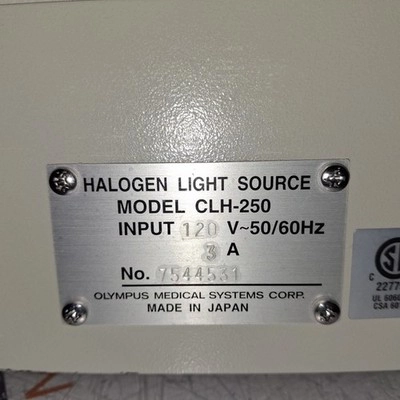 HALOGEN LIGHT SOURCE
MODEL CLH-250
INPUT 120 V~50/60Hz
3 A
No. 7544531
OLYMPUS MEDICAL SYSTEMS CORP.
MADE IN JAPAN
C
2277